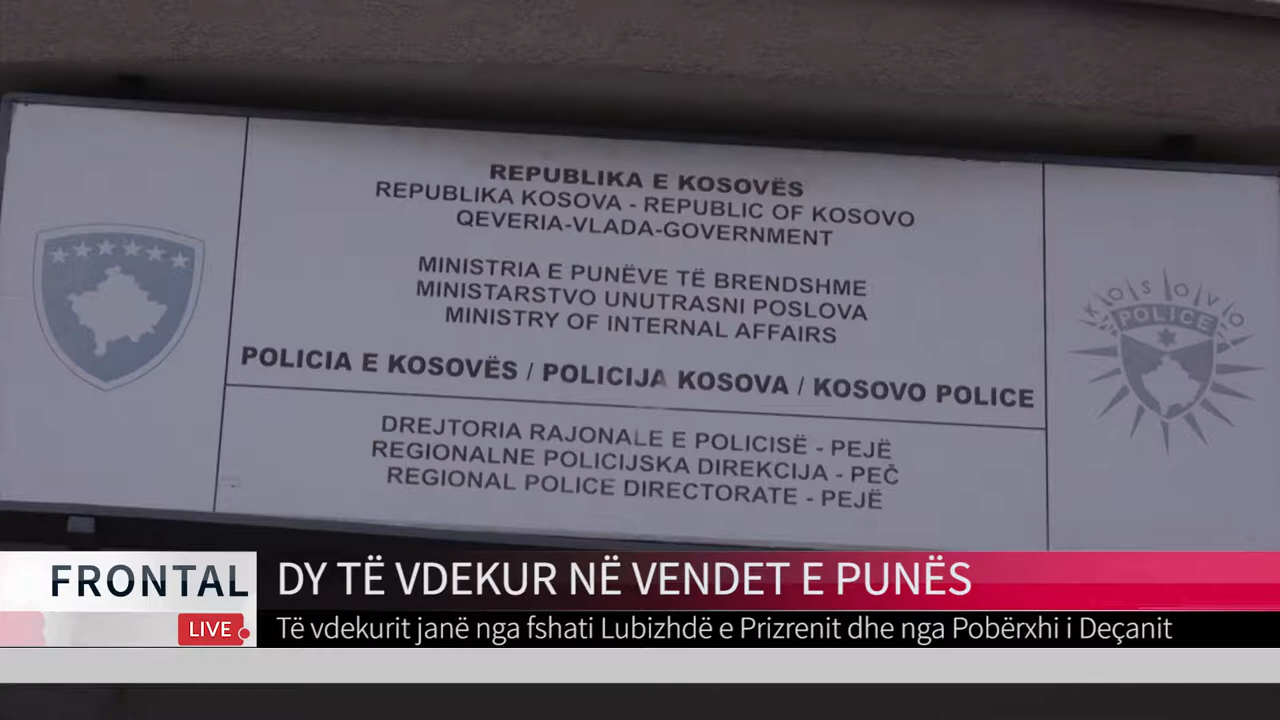 REPUBLIKA E KOSOVËS
REPUBLIKA KOSOVA - REPUBLIC OF KOSOVO
QEVERIA-VLADA-GOVERNMENT
MINISTRIA E PUNËVE TË BRENDSHME
MINISTARSTVO UNUTRASNI POSLOVA
MINISTRY OF INTERNAL AFFAIRS
POLICIA E KOSOVËS / POLICIJA KOSOVA / KOSOVO POLICE
KOSOVO
POLICE
DREJTORIA RAJONALE E POLICISË - PEJË
REGIONALNE POLICIJSKA DIREKCIJA - PEČ
REGIONAL POLICE DIRECTORATE - PEJË
FRONTAL
LIVE
DY TË VDEKUR NË VENDET E PUNËS
Të vdekurit janë nga fshati Lubizhdë e Prizrenit dhe nga Pobërxhi i Deçanit